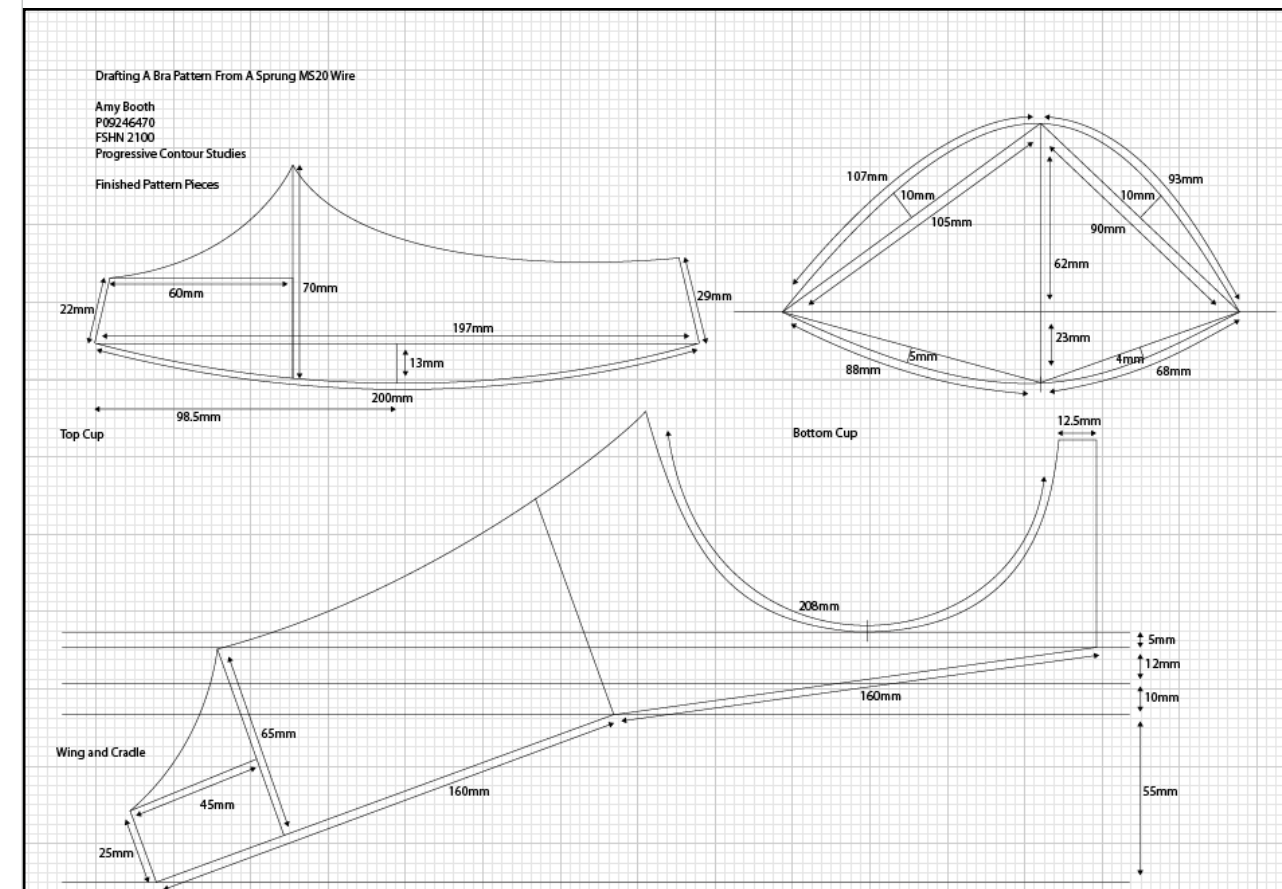 Drafting A Bra Pattern From A Sprung MS20 Wire
Amy Booth
P09246470
FSHN 2100
Progressive Contour Studies
Finished Pattern Pieces
22mm
60mm
70mm
29mm
197mm
13mm
200mm
98.5mm
Top Cup
107mm
93mm
10mm
10mm
105mm
90mm
62mm
23mm
5mm
4mm
88mm
68mm
Bottom Cup
12.5mm
208mm
5mm
12mm
10mm
160mm
65mm
Wing and Cradle
45mm
160mm
55mm
25mm